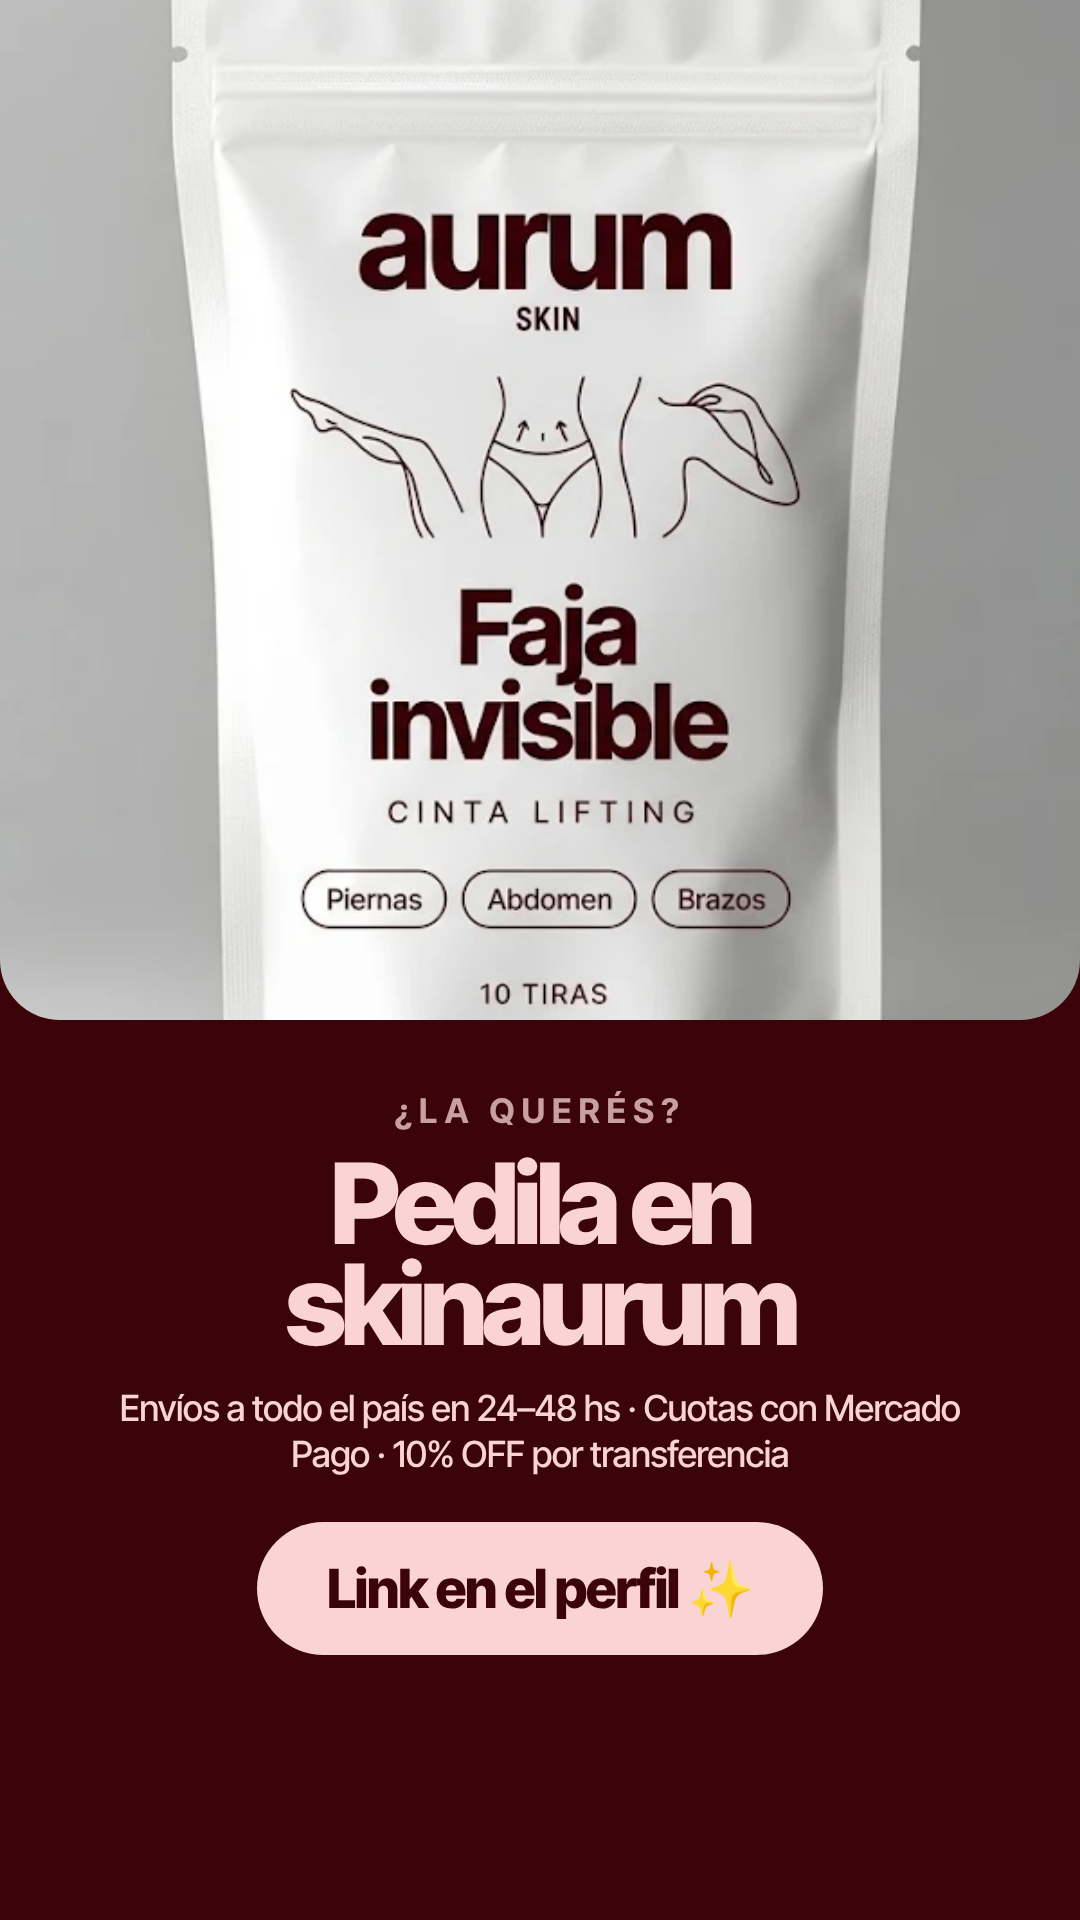 aurum
SKIN
Faja
invisible
CINTA LIFTING
Piernas Abdomen Brazos
10 TIRAS
¿LA QUERÉS?
Pedila en
skinaurum
Envíos a todo el país en 24–48 hs · Cuotas con Mercado
Pago · 10% OFF por transferencia
Link en el perfil ✨